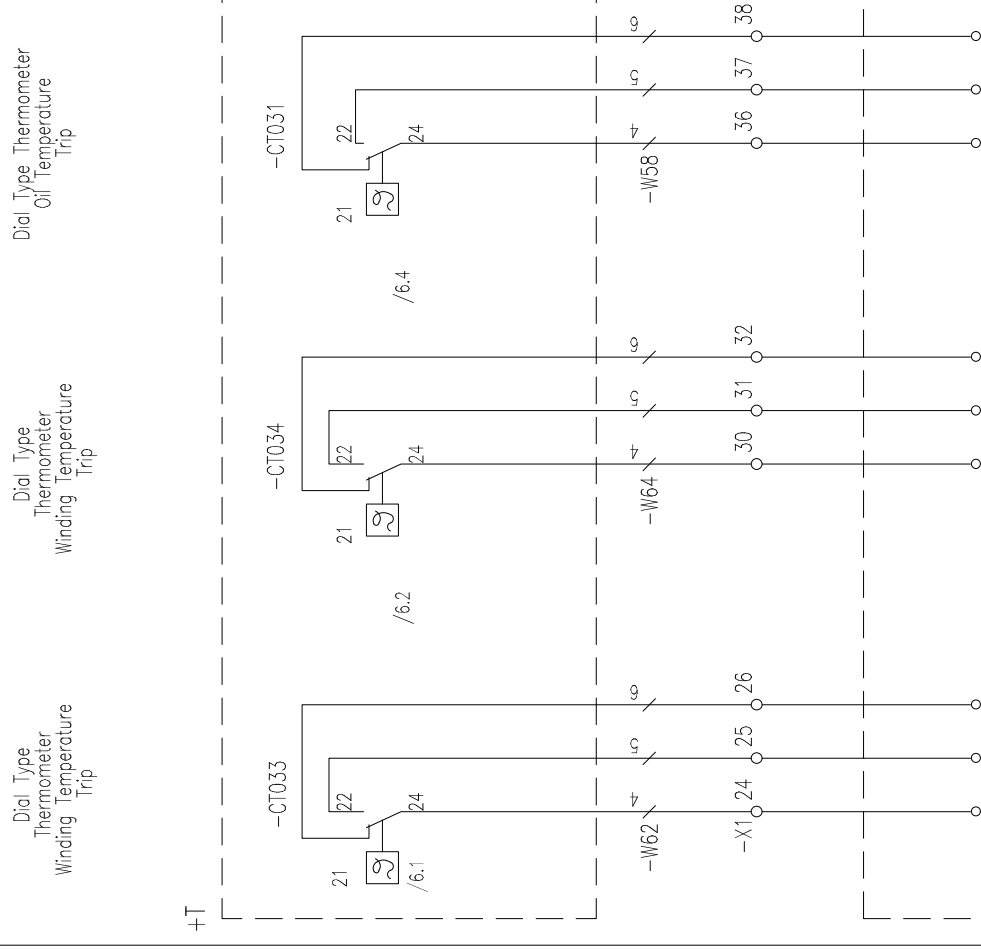 Dial Type
Thermometer
Winding Temperature
Trip
Dial Type
Thermometer
Winding Temperature
Trip
Dial Type Thermometer
Oil Temperature
Trip
+T
-CT033
21
22
24
/6.1
-W62
4
5
6
-X1
24
25
26
-CT034
21
22
24
/6.2
-W64
4
5
6
30
31
32
-CT031
21
22
24
/6.4
-W58
4
5
6
36
37
38